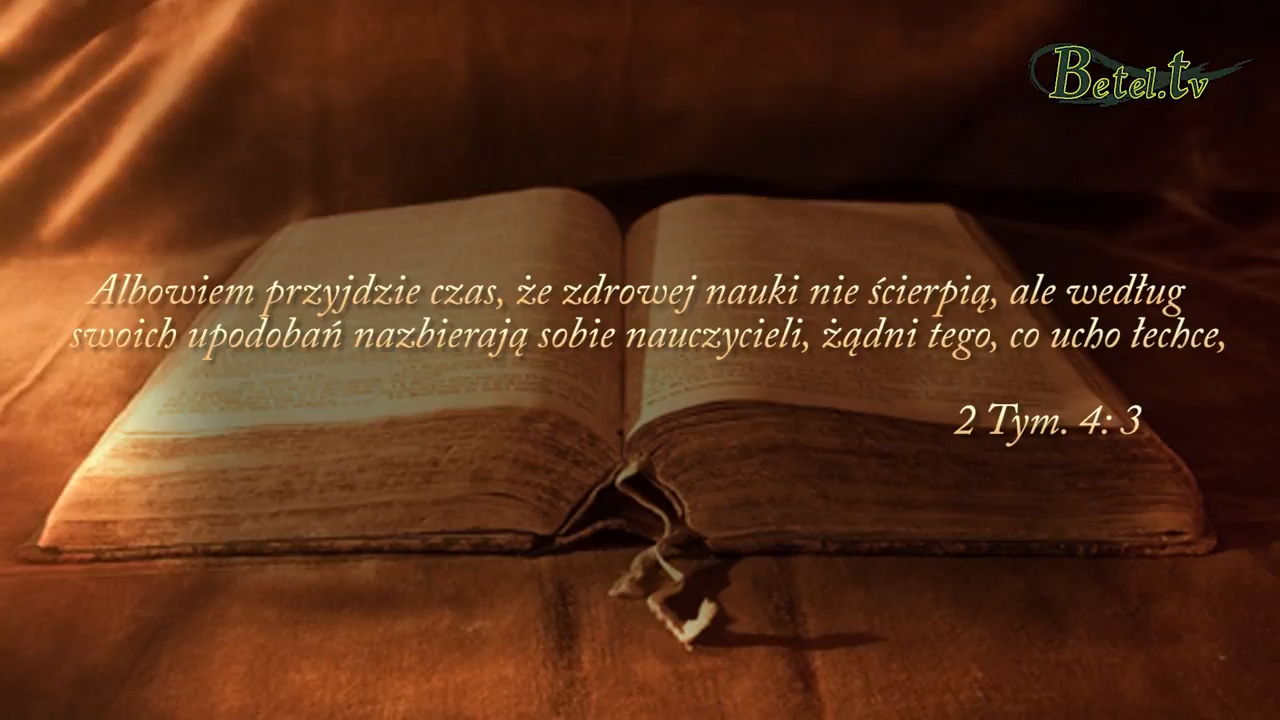 Betel.tv
Albowiem przyjdzie czas, że zdrowej nauki nie ścierpią, ale według
swoich upodobań nazbierają sobie nauczycieli, żądni tego, co ucho łechce,
2 Tym. 4: 3